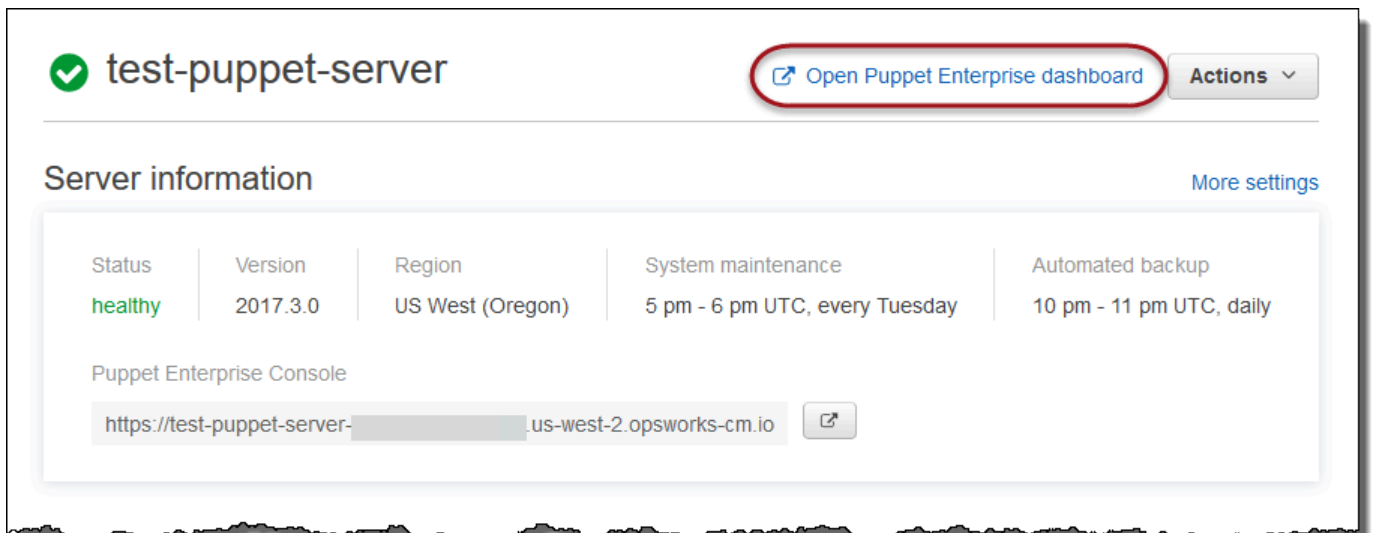 test-puppet-server
Open Puppet Enterprise dashboard
Actions
Server information
More settings
Status Version Region System maintenance Automated backup
healthy 2017.3.0 US West (Oregon) 5 pm - 6 pm UTC, every Tuesday 10 pm - 11 pm UTC, daily
Puppet Enterprise Console
https://test-puppet-server- .us-west-2.opsworks-cm.io